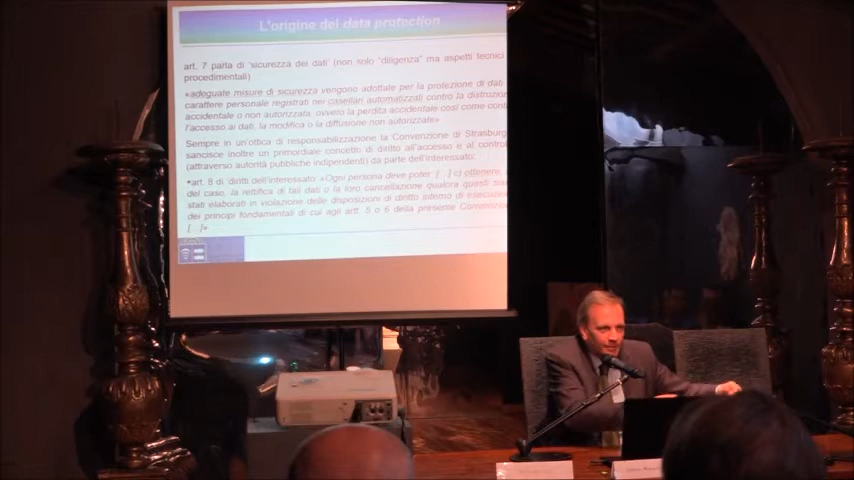 L'origine del data protection
art. 7 parla di 'sicurezza dei dati' (non solo "diligenza" ma aspetti tecnici
procedimentali)
«adeguate misure di sicurezza vengono adottate per la protezione di dati
carattere personale registrati nei casellari automatizzati contro la distruzione
accidentale o non autorizzata, ovvero la perdita accidentale così come contro
l'accesso ai dati, la modifica o la diffusione non autorizzate»
Sempre in un'ottica di responsabilizzazione la Convenzione di Strasburgo
sancisce inoltre un primordiale concetto di diritto all'accesso e al controllo
(attraverso autorità pubbliche indipendenti) da parte dell'interessato:
•art. 8 di diritti dell'interessato «Ogni persona deve poter [...] c) ottenere,
del caso, la rettifica di tali dati o la loro cancellazione qualora questi siano
stati elaborati in violazione delle disposizioni di diritto interno di esecuzione
dei principi fondamentali di cui agli artt. 5 o 6 della presente Convenzione
[...]»